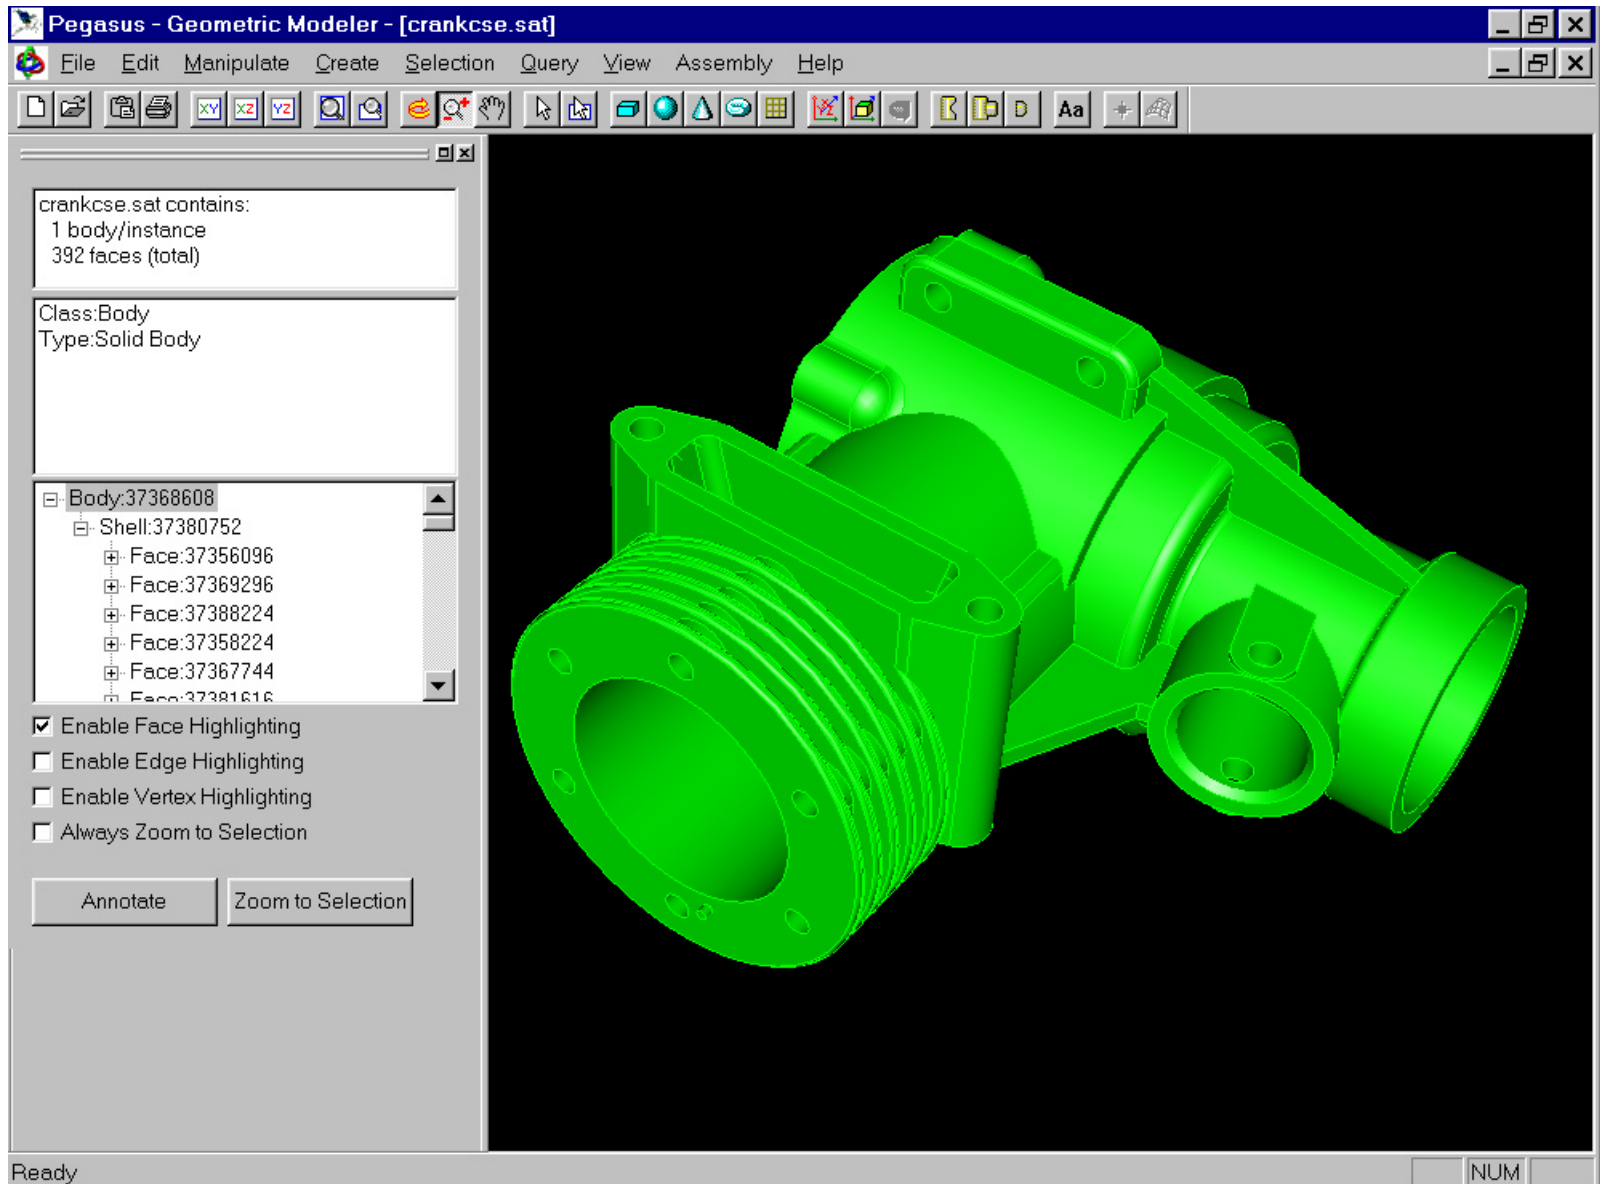 Pegasus - Geometric Modeler - [crankcse.sat]
File Edit Manipulate Create Selection Query View Assembly Help
XY XZ YZ D Aa
crankcse.sat contains:
1 body/instance
392 faces (total)
Class:Body
Type:Solid Body
Body:37368608
Shell:37380752
Face:37356096
Face:37369296
Face:37388224
Face:37358224
Face:37367744
Face:37381616
Enable Face Highlighting
Enable Edge Highlighting
Enable Vertex Highlighting
Always Zoom to Selection
Annotate Zoom to Selection
Ready NUM